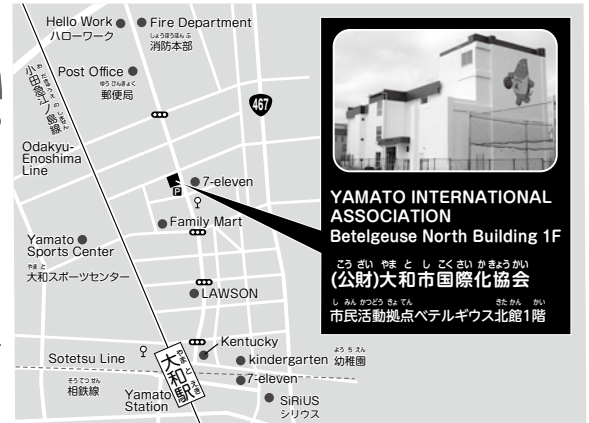 Hello Work
ハローワーク
Fire Department
しょうぼうほんぶ
消防本部
Post Office
ゆうびんきょく
郵便局
おだきゅうえのしません
小田急江ノ島線
Odakyu-
Enoshima
Line
467
7-eleven
P
Family Mart
Yamato
Sports Center
やまと
大和スポーツセンター
LAWSON
Kentucky
kindergarten 幼稚園
ようちえん
Sotetsu Line
そうてつせん
相鉄線
やまとえき
大和駅
Yamato
Station
7-eleven
SiRiUS
シリウス
YAMATO INTERNATIONAL
ASSOCIATION
Betelgeuse North Building 1F
こうざい やまとしこくさいかきょうかい
(公財)大和市国際化協会
しみんかつどうきょてん きたかん かい
市民活動拠点ベテルギウス北館1階